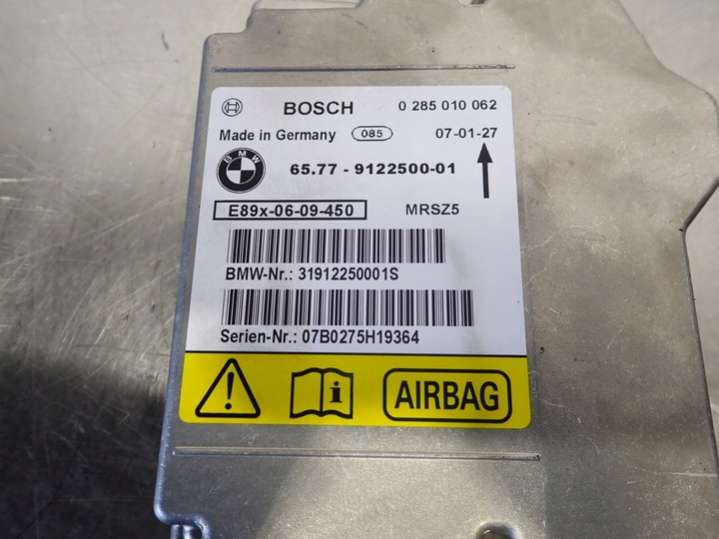 BOSCH 0 285 010 062
Made in Germany 085 07-01-27
BMW 65.77 - 9122500-01
E89x-06-09-450 MRSZ5
BMW-Nr.: 31912250001S
Serien-Nr.: 07B0275H19364
AIRBAG